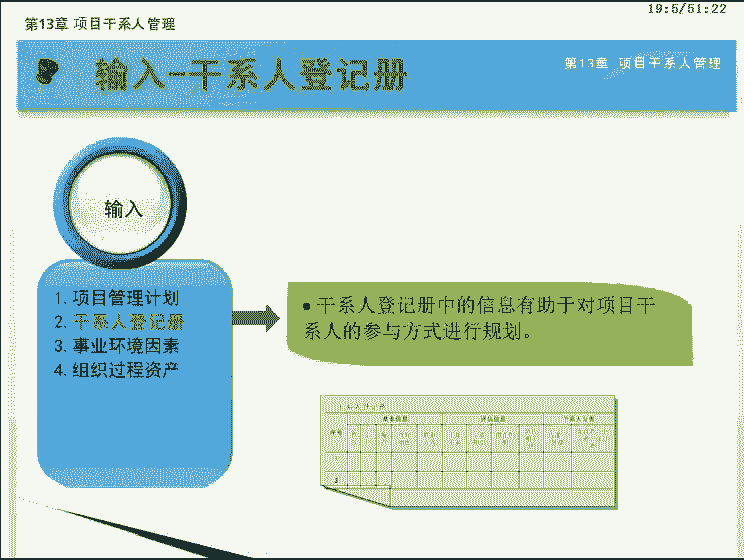 19:5/51:22
第13章 项目干系人管理
输入-干系人登记册
第13章 项目干系人管理
输入
1. 项目管理计划
2. 干系人登记册
3. 事业环境因素
4. 组织过程资产
• 干系人登记册中的信息有助于对项目干
系人的参与方式进行规划。